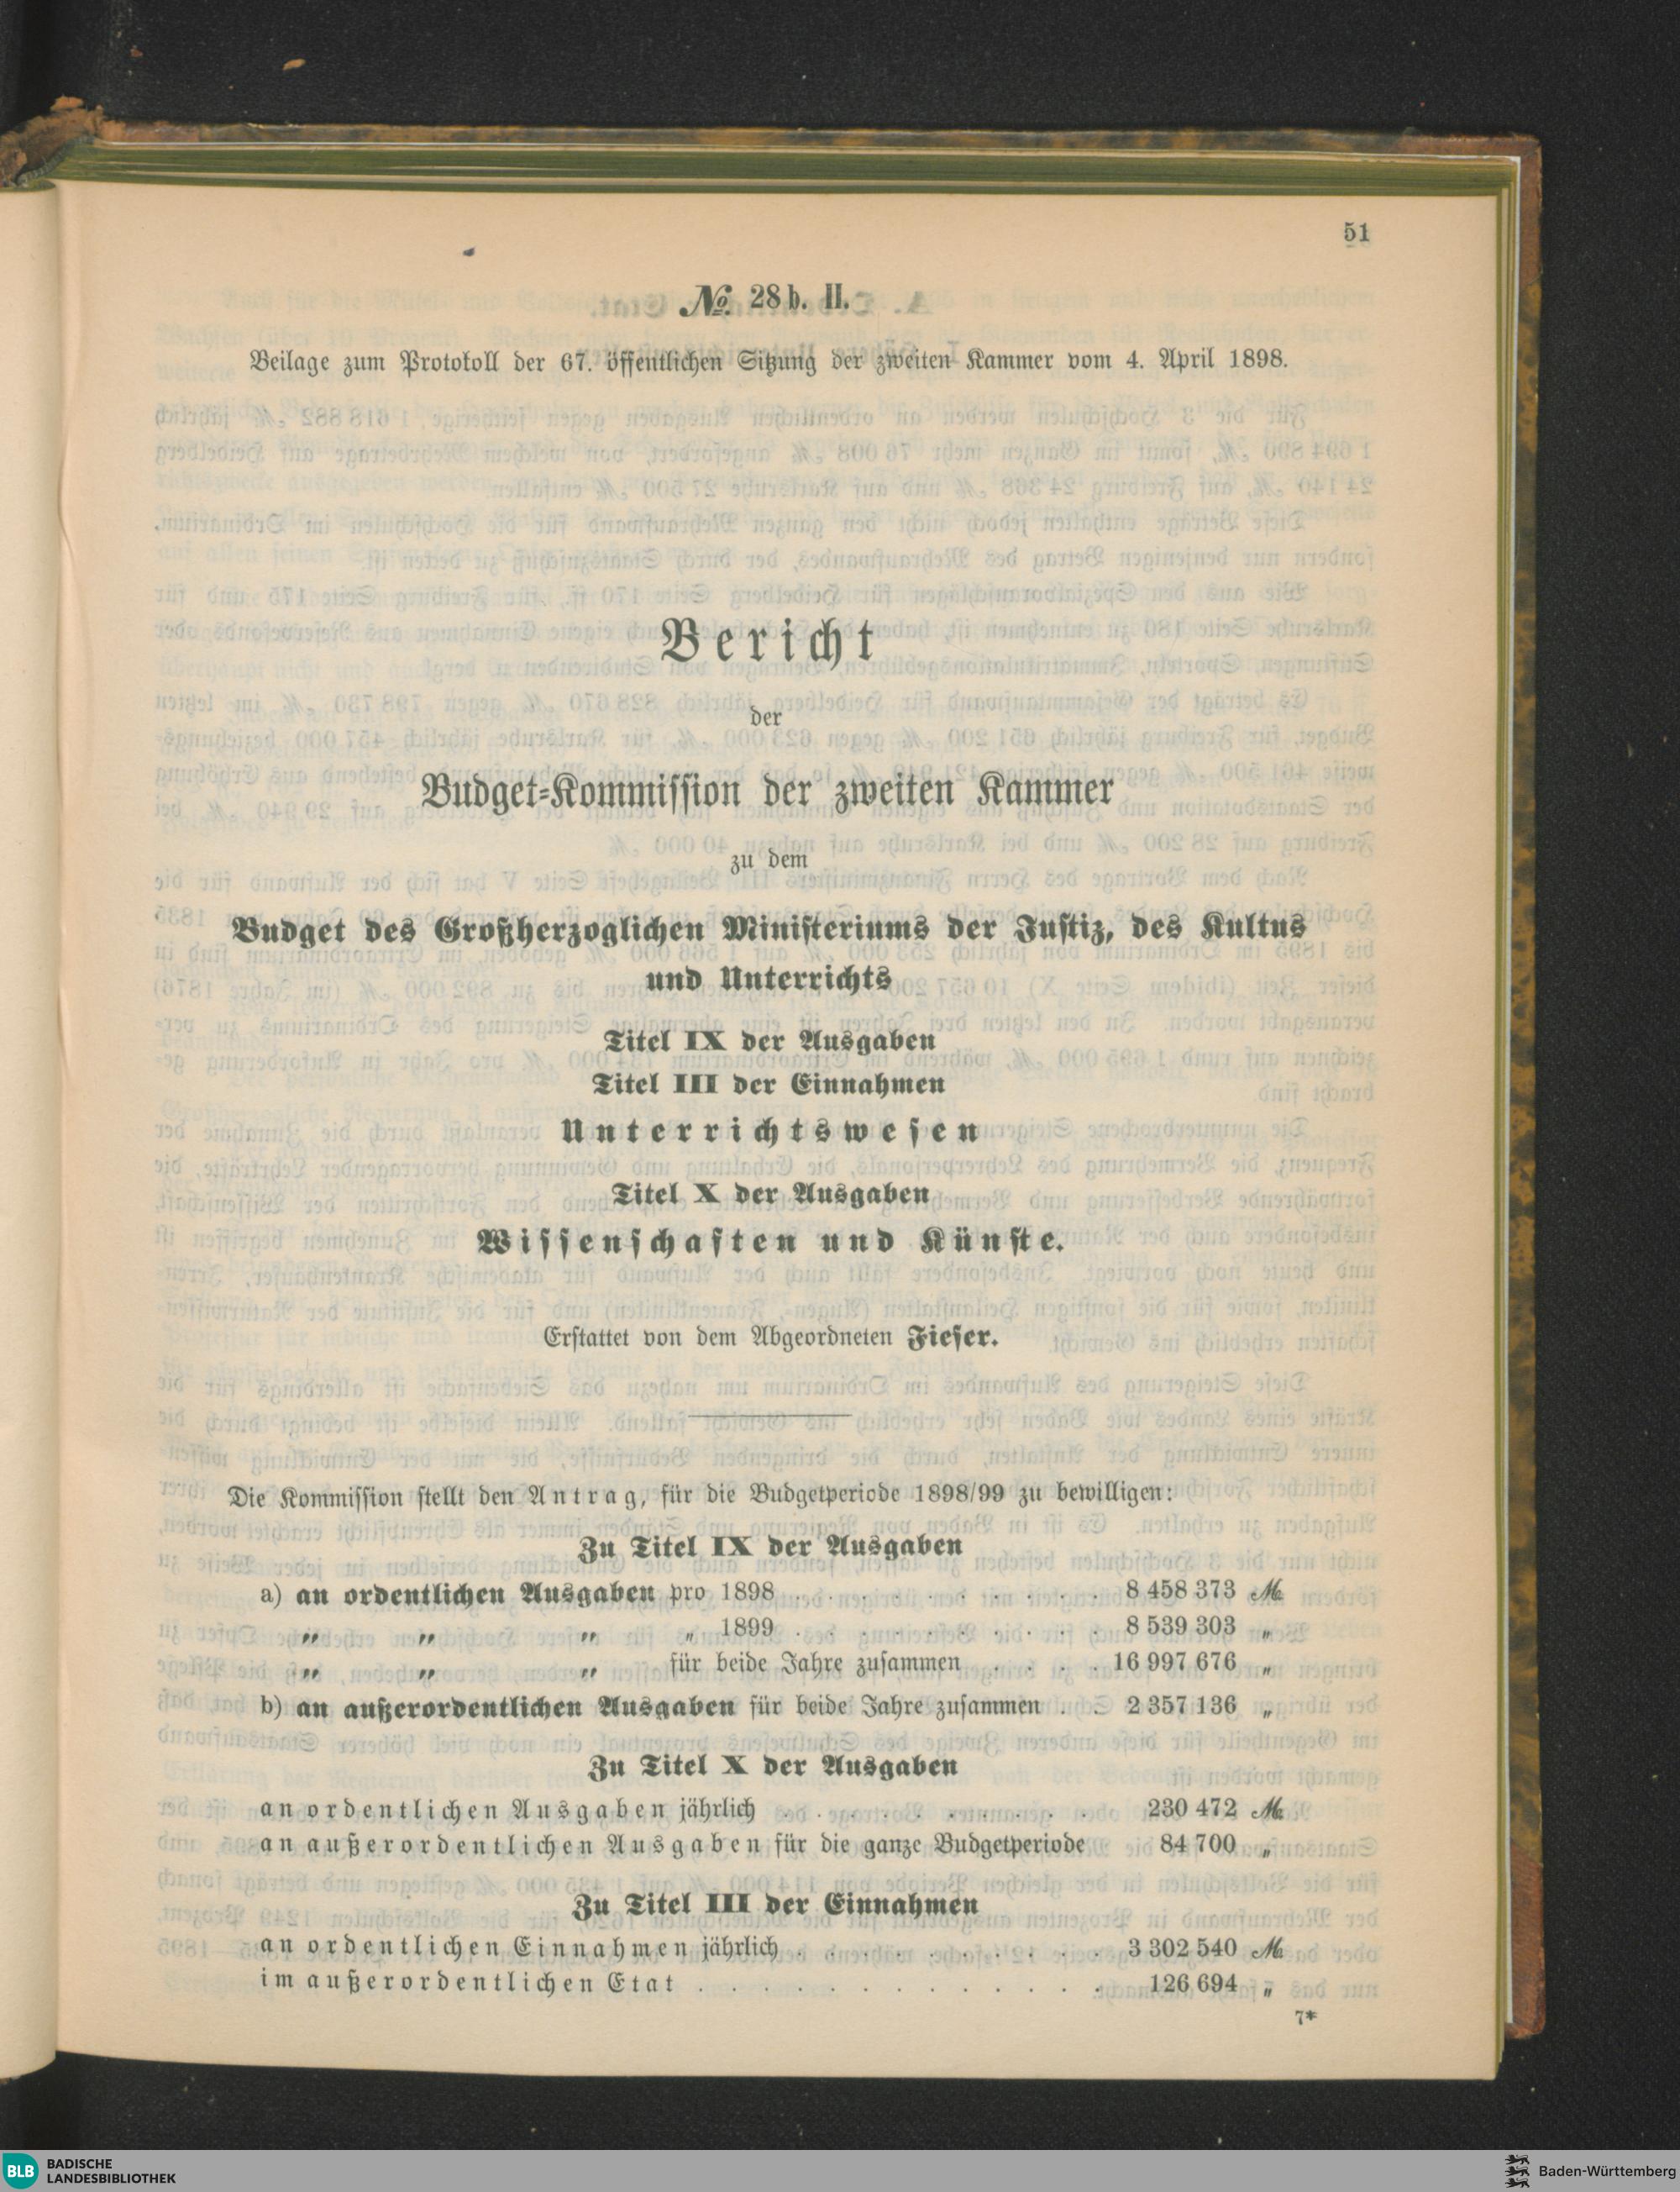 51
№ 28 b. II.
Beilage zum Protokoll der 67. öffentlichen Sitzung der zweiten Kammer vom 4. April 1898.
Bericht
der
Budget-Kommission der zweiten Kammer
zu dem
Budget des Großherzoglichen Ministeriums der Justiz, des Kultus
und Unterrichts
Titel IX der Ausgaben
Titel III der Einnahmen
Unterrichtswesen
Titel X der Ausgaben
Wissenschaften und Künste.
Erstattet von dem Abgeordneten Fieser.
Die Kommission stellt den Antrag, für die Budgetperiode 1898/99 zu bewilligen:
Zu Titel IX der Ausgaben
a) an ordentlichen Ausgaben pro 1898 . . . . . . . . . . 8 458 373 M.
„ „ „ „ 1899 . . . . . . . . . . 8 539 303 „
„ „ „ für beide Jahre zusammen . . . . 16 997 676 „
b) an außerordentlichen Ausgaben für beide Jahre zusammen . . 2 357 136 „
Zu Titel X der Ausgaben
an ordentlichen Ausgaben jährlich . . . . . . . . . . 230 472 M.
an außerordentlichen Ausgaben für die ganze Budgetperiode 84 700 „
Zu Titel III der Einnahmen
an ordentlichen Einnahmen jährlich . . . . . . . . . . 3 302 540 M.
im außerordentlichen Etat . . . . . . . . . . . . . 126 694 „
7*
BLB BADISCHE
LANDESBIBLIOTHEK
Baden-Württemberg